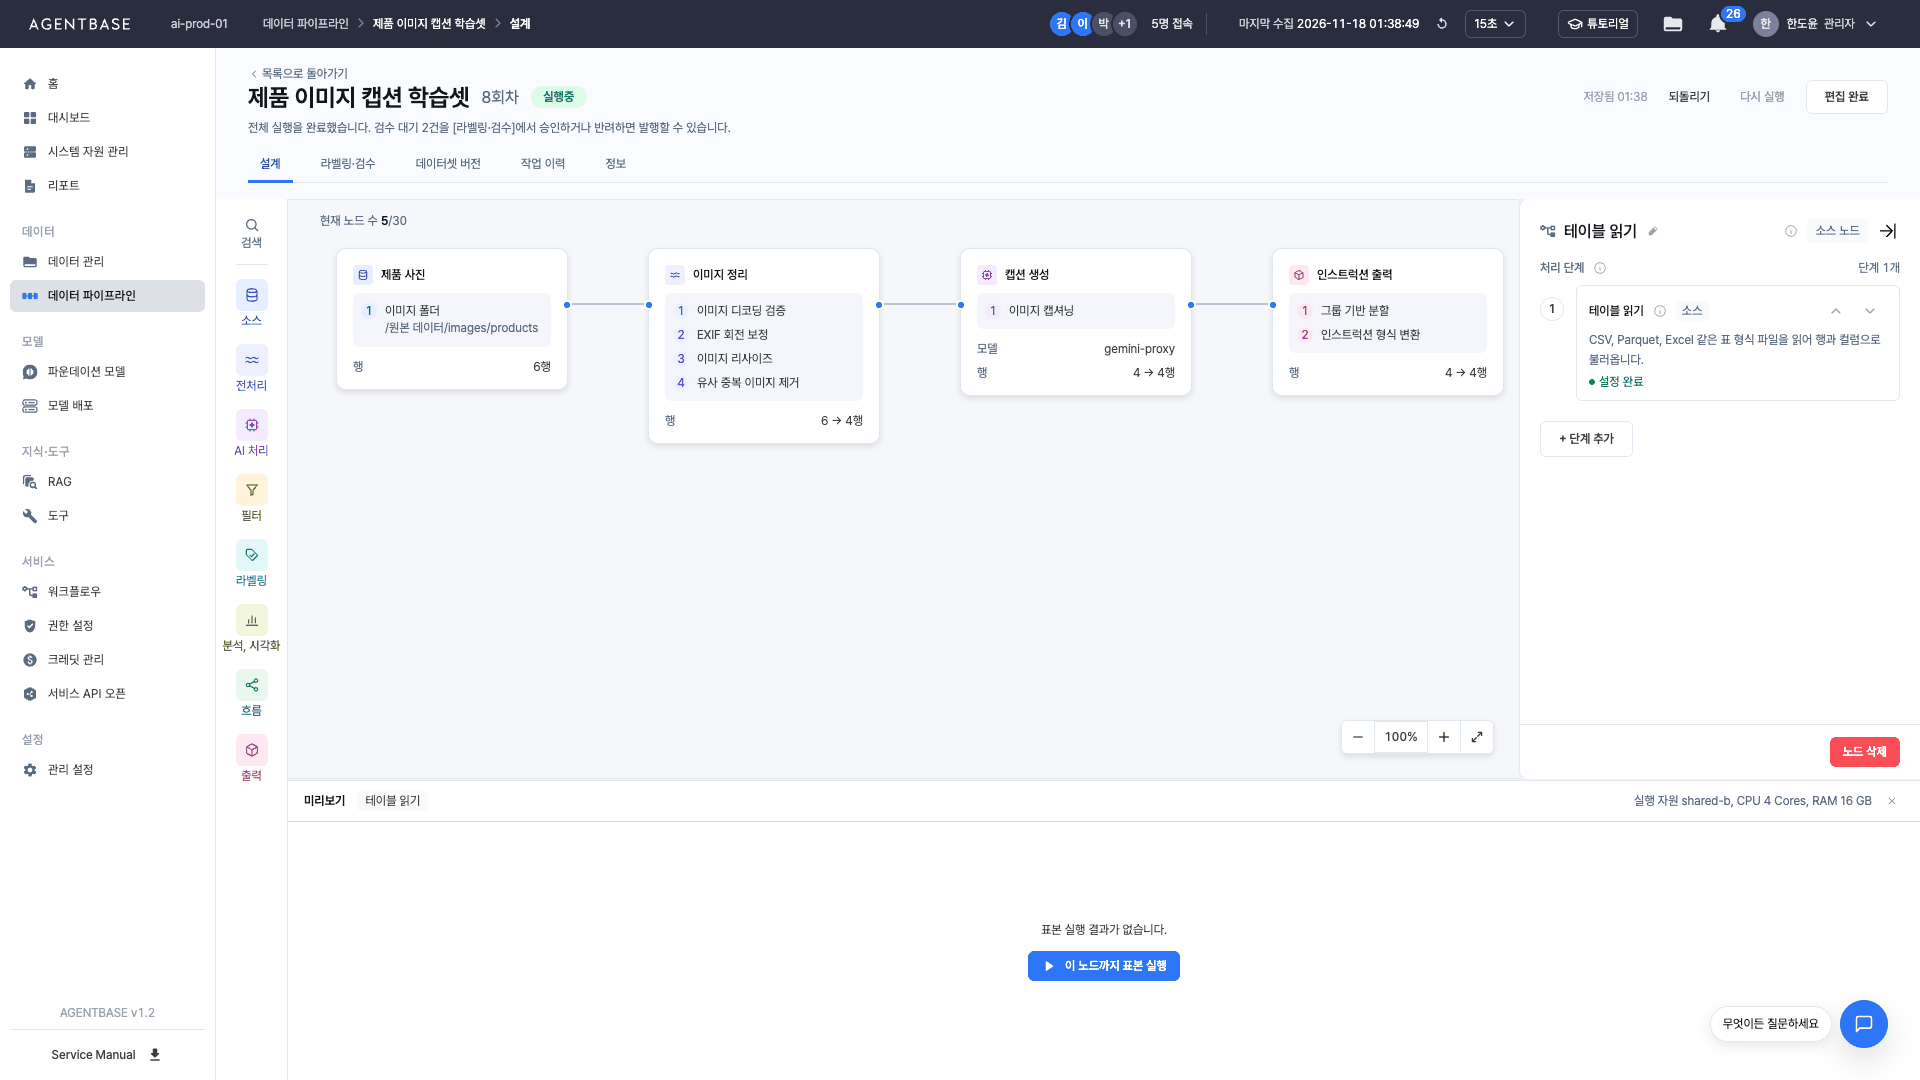 AGENTBASE
ai-prod-01
데이터 파이프라인
제품 이미지 캡션 학습셋
설계
김
이
박
+1
5명 접속
마지막 수집 2026-11-18 01:38:49
15초
튜토리얼
26
한
한도윤 관리자
홈
대시보드
시스템 자원 관리
리포트
데이터
데이터 관리
데이터 파이프라인
모델
파운데이션 모델
모델 배포
지식·도구
RAG
도구
서비스
워크플로우
권한 설정
크레딧 관리
서비스 API 오픈
설정
관리 설정
AGENTBASE v1.2
Service Manual
목록으로 돌아가기
제품 이미지 캡션 학습셋 8회차 실행중
전체 실행을 완료했습니다. 검수 대기 2건을 [라벨링·검수]에서 승인하거나 반려하면 발행할 수 있습니다.
저장됨 01:38
되돌리기
다시 실행
편집 완료
설계
라벨링·검수
데이터셋 버전
작업 이력
정보
검색
소스
전처리
AI 처리
필터
라벨링
분석, 시각화
흐름
출력
현재 노드 수 5/30
제품 사진
1 이미지 폴더
/원본 데이터/images/products
행 6행
이미지 정리
1 이미지 디코딩 검증
2 EXIF 회전 보정
3 이미지 리사이즈
4 유사 중복 이미지 제거
행 6 → 4행
캡션 생성
1 이미지 캡셔닝
모델 gemini-proxy
행 4 → 4행
인스트럭션 출력
1 그룹 기반 분할
2 인스트럭션 형식 변환
행 4 → 4행
100%
테이블 읽기
소스 노드
처리 단계
단계 1개
1
테이블 읽기 소스
CSV, Parquet, Excel 같은 표 형식 파일을 읽어 행과 컬럼으로
불러옵니다.
설정 완료
+ 단계 추가
노드 삭제
미리보기 테이블 읽기
실행 자원 shared-b, CPU 4 Cores, RAM 16 GB
표본 실행 결과가 없습니다.
이 노드까지 표본 실행
무엇이든 질문하세요